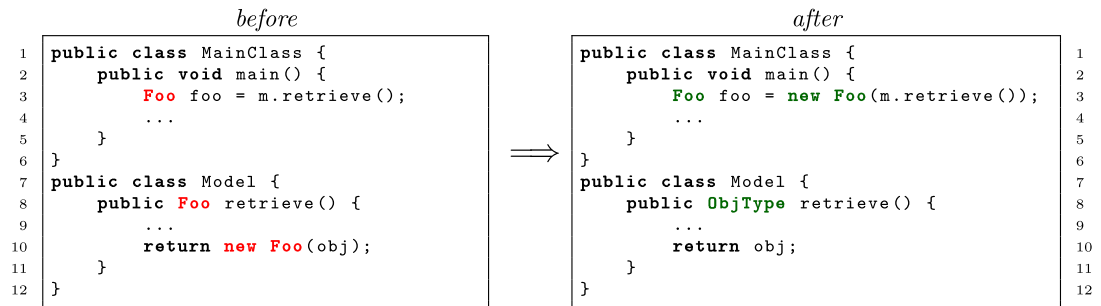 before
1 public class MainClass {
2     public void main() {
3         Foo foo = m.retrieve();
4         ...
5     }
6 }
7 public class Model {
8     public Foo retrieve() {
9         ...
10         return new Foo(obj);
11     }
12 }
⟹
after
public class MainClass { 1
    public void main() { 2
        Foo foo = new Foo(m.retrieve()); 3
        ... 4
    } 5
} 6
public class Model { 7
    public ObjType retrieve() { 8
        ... 9
        return obj; 10
    } 11
} 12